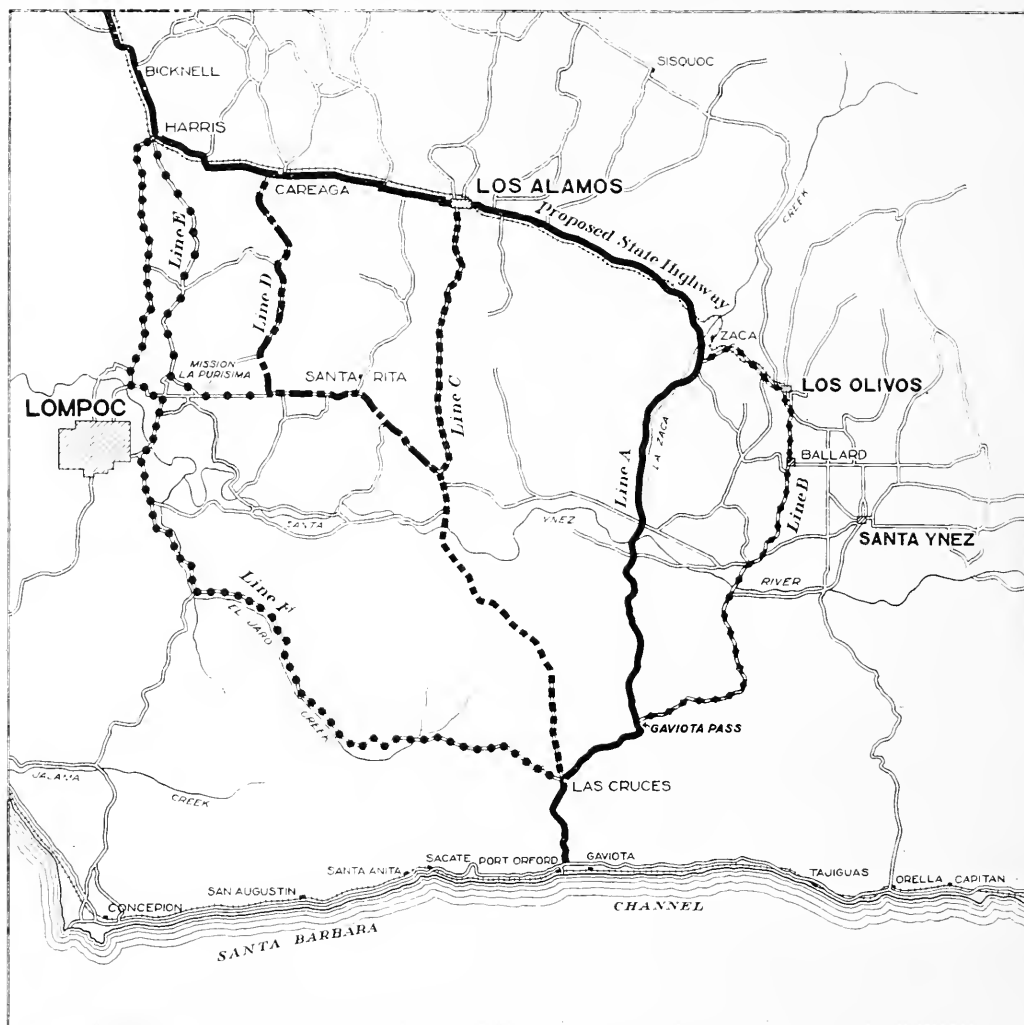 BICKNELL
SISQUOC
HARRIS
CAREAGA
LOS ALAMOS
CREEK
Proposed State Highway
Line E
Line D
ZACA
MISSION
LA PURISIMA
SANTA RITA
Line C
LOS OLIVOS
LOMPOC
LA ZACA
Line A
BALLARD
Line B
SANTA
YNEZ
SANTA YNEZ
RIVER
Line F
EL JARO
CREEK
GAVIOTA PASS
JALAMA
CREEK
LAS CRUCES
SANTA ANITA
SACATE
PORT ORFORD
GAVIOTA
TAJIGUAS
ORELLA
CAPITAN
SAN AUGUSTIN
CONCEPION
CHANNEL
SANTA BARBARA